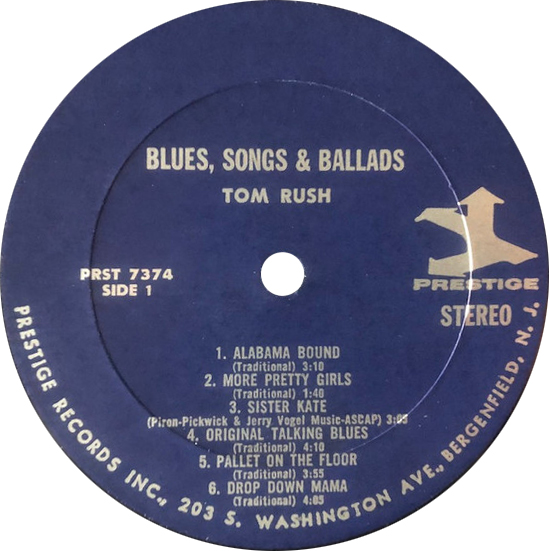 BLUES, SONGS & BALLADS
TOM RUSH
PRST 7374
SIDE 1
PRESTIGE
STEREO
1. ALABAMA BOUND
(Traditional) 3:10
2. MORE PRETTY GIRLS
(Traditional) 1:40
3. SISTER KATE
(Piron-Pickwick & Jerry Vogel Music-ASCAP) 3:05
4. ORIGINAL TALKING BLUES
(Traditional) 4:10
5. PALLET ON THE FLOOR
(Traditional) 3:55
6. DROP DOWN MAMA
(Traditional) 4:05
PRESTIGE RECORDS INC., 203 S. WASHINGTON AVE., BERGENFIELD, N. J.